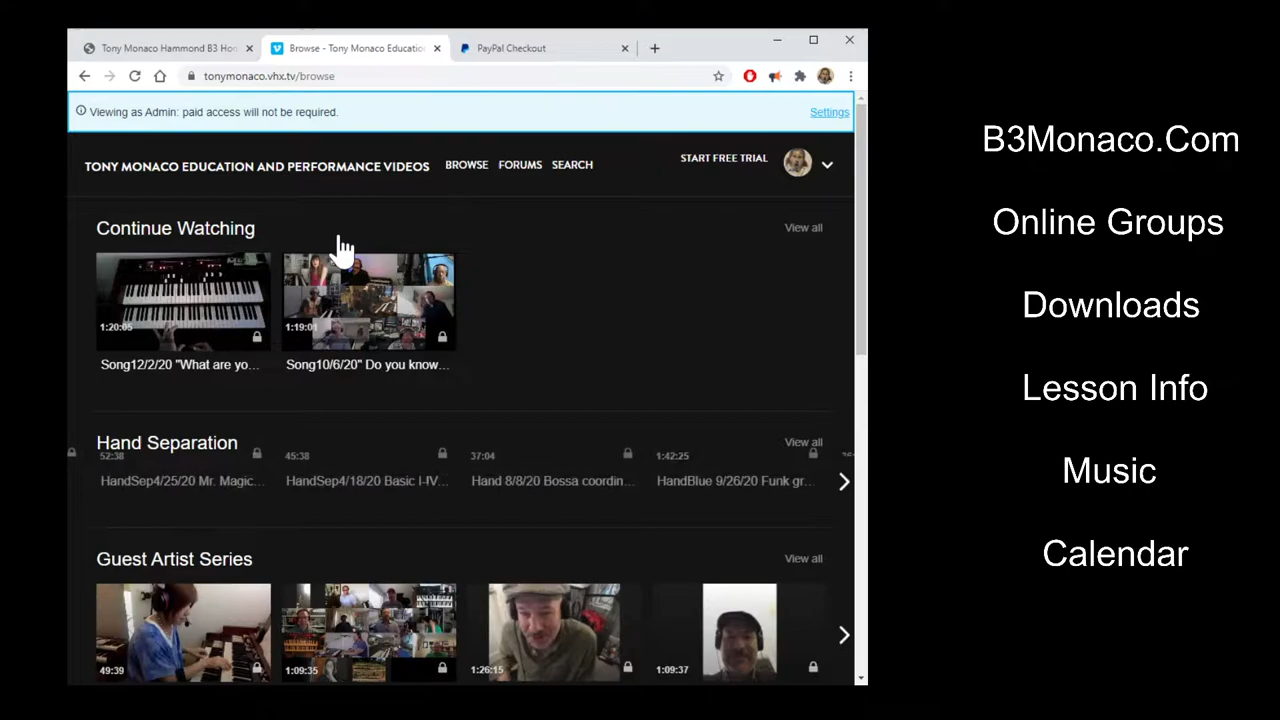 Tony Monaco Hammond B3 Hor
Browse - Tony Monaco Educatio
PayPal Checkout
tonymonaco.vhx.tv/browse
Viewing as Admin: paid access will not be required.
Settings
TONY MONACO EDUCATION AND PERFORMANCE VIDEOS
BROWSE
FORUMS
SEARCH
START FREE TRIAL
Continue Watching
View all
1:20:05
1:19:01
Song12/2/20 "What are yo...
Song10/6/20" Do you know...
Hand Separation
View all
52:38
45:38
37:04
1:42:25
HandSep4/25/20 Mr. Magic...
HandSep4/18/20 Basic I-IV...
Hand 8/8/20 Bossa coordin...
HandBlue 9/26/20 Funk gr...
Guest Artist Series
View all
49:39
1:09:35
1:26:15
1:09:37
B3Monaco.Com
Online Groups
Downloads
Lesson Info
Music
Calendar